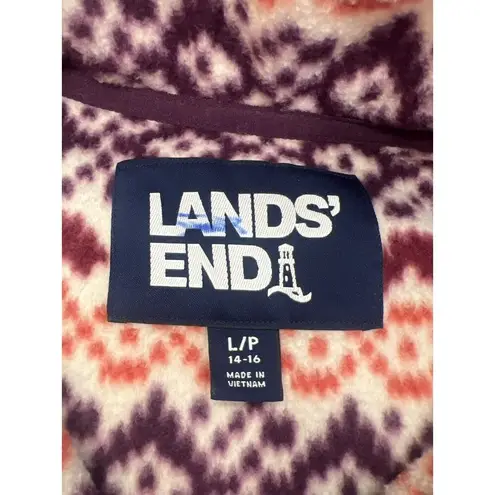 LANDS'
END
L/P
14-16
MADE IN
VIETNAM